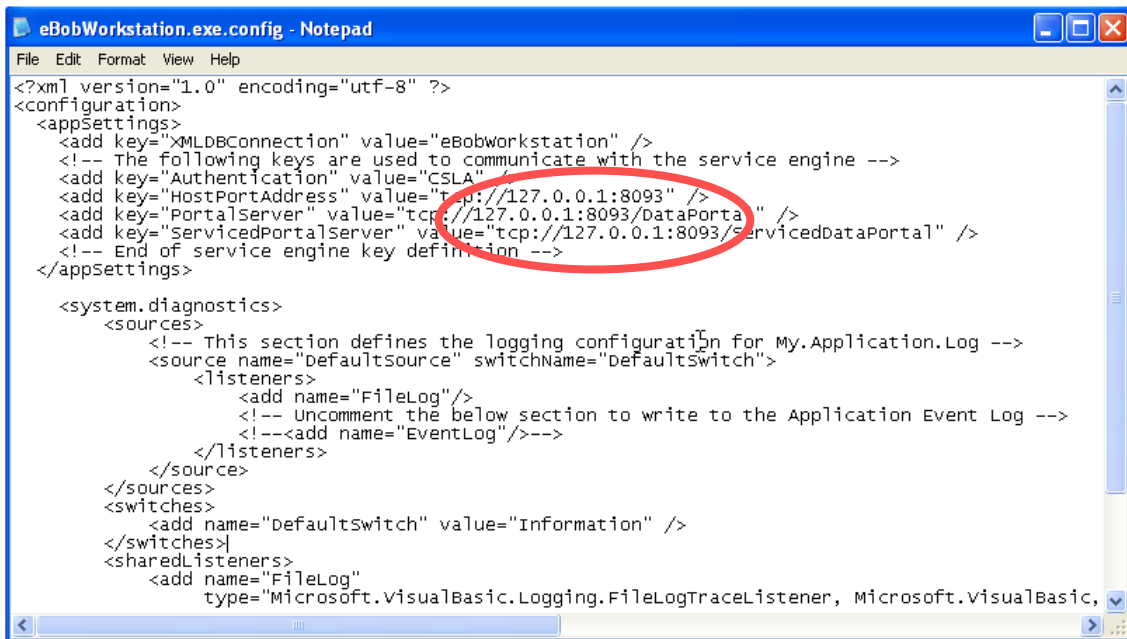 eBobWorkstation.exe.config - Notepad
File Edit Format View Help
<?xml version="1.0" encoding="utf-8" ?>
<configuration>
  <appSettings>
    <add key="XMLDBConnection" value="eBobWorkstation" />
    <!-- The following keys are used to communicate with the service engine -->
    <add key="Authentication" value="CSLA" />
    <add key="HostPortAddress" value="tcp://127.0.0.1:8093" />
    <add key="PortalServer" value="tcp://127.0.0.1:8093/DataPortal" />
    <add key="ServicedPortalServer" value="tcp://127.0.0.1:8093/ServicedDataPortal" />
    <!-- End of service engine key definition -->
  </appSettings>
    <system.diagnostics>
        <sources>
            <!-- This section defines the logging configuration for My.Application.Log -->
            <source name="DefaultSource" switchName="DefaultSwitch">
                <listeners>
                    <add name="FileLog"/>
                    <!-- Uncomment the below section to write to the Application Event Log -->
                    <!--<add name="EventLog"/>-->
                </listeners>
            </source>
        </sources>
        <switches>
            <add name="DefaultSwitch" value="Information" />
        </switches>
        <sharedListeners>
            <add name="FileLog"
                 type="Microsoft.VisualBasic.Logging.FileLogTraceListener, Microsoft.VisualBasic,